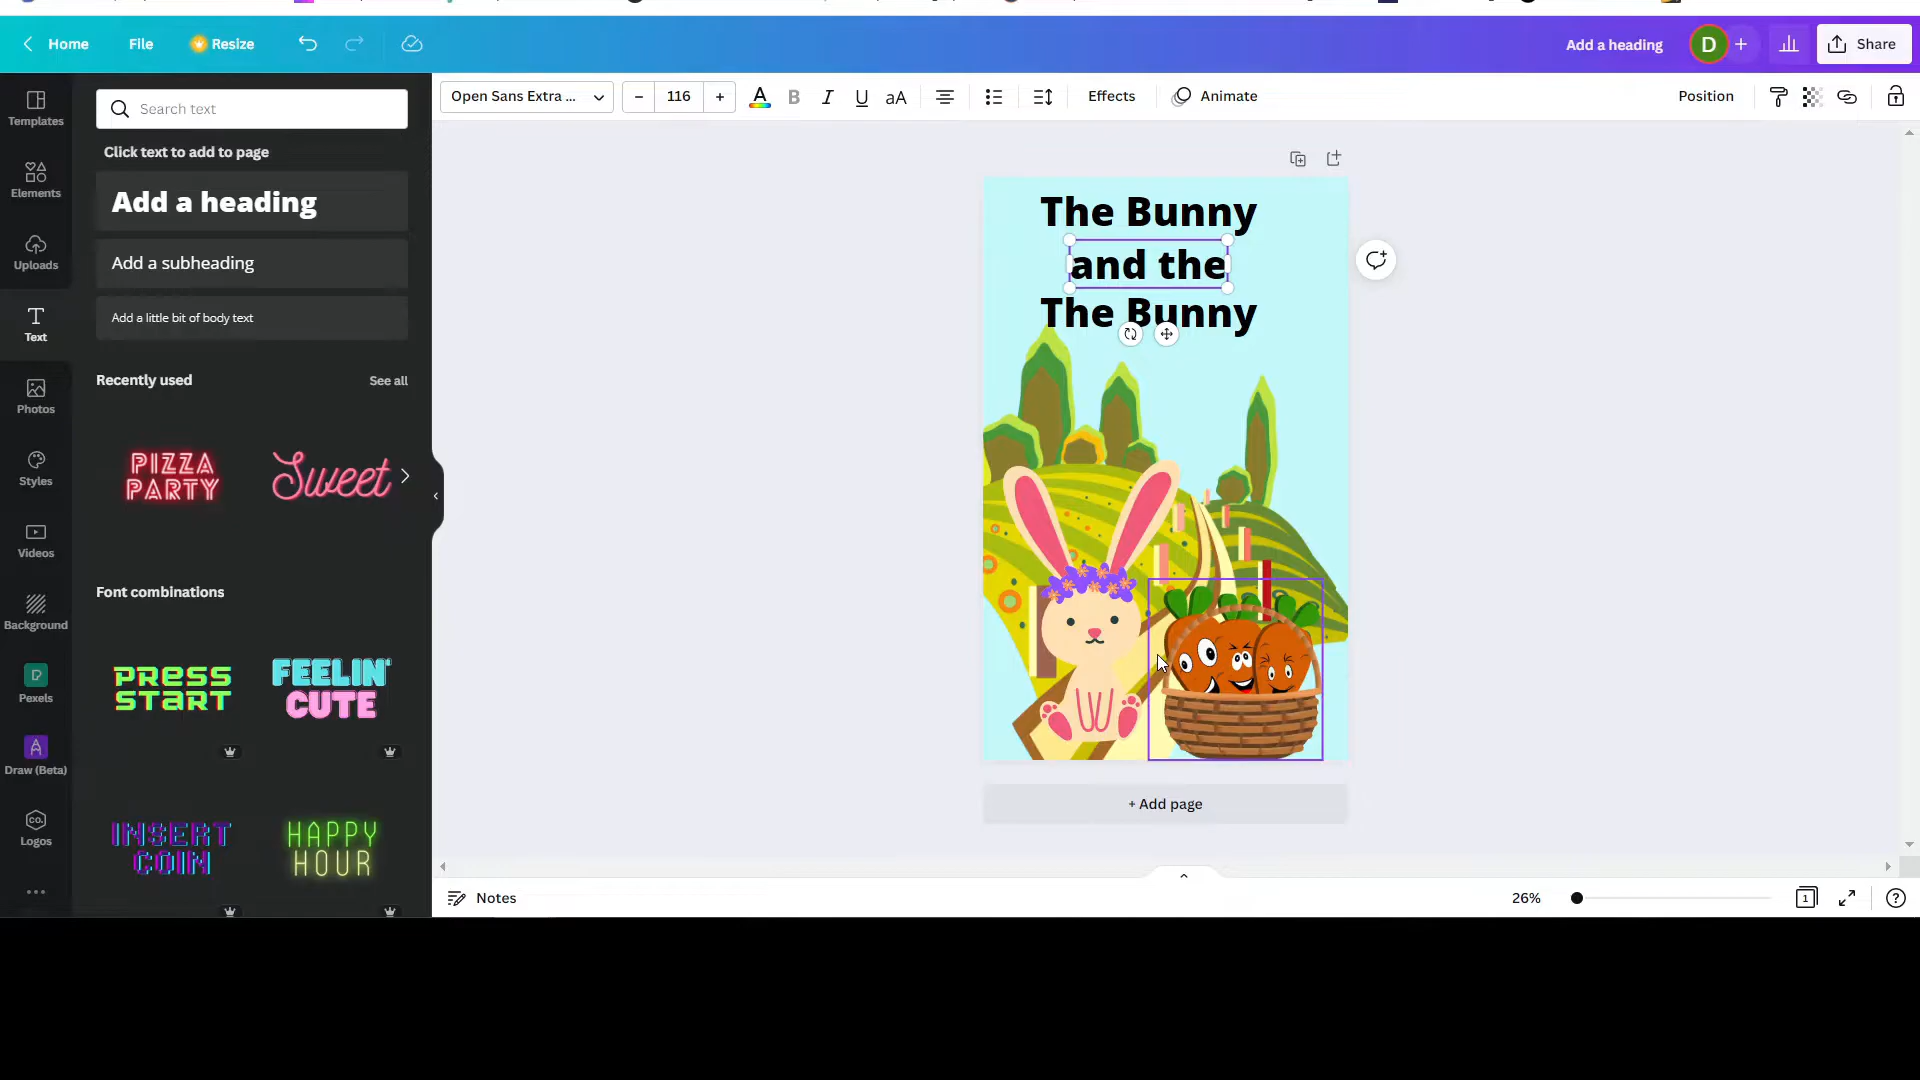 Home
File
Resize
Add a heading
D
Share
Templates
Elements
Uploads
Text
Photos
Styles
Videos
Background
Pexels
Draw (Beta)
Logos
Search text
Click text to add to page
Add a heading
Add a subheading
Add a little bit of body text
Recently used
See all
PIZZA
PARTY
Sweet
Font combinations
PRESS
START
FEELIN'
CUTE
INSERT
COIN
HAPPY
HOUR
Open Sans Extra ...
116
A
B
I
U
aA
Effects
Animate
Position
The Bunny
and the
The Bunny
+ Add page
Notes
26%
1